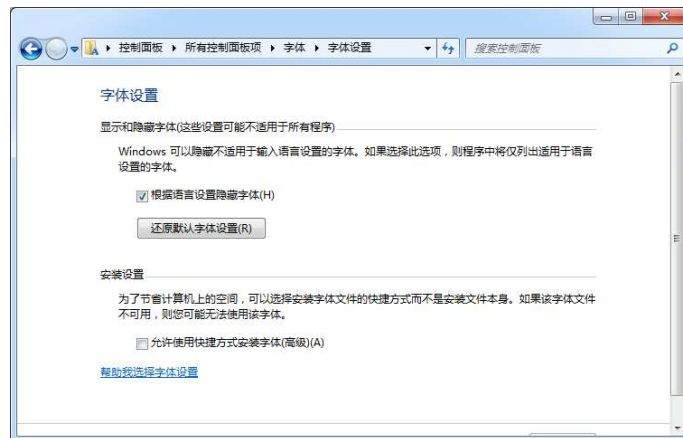 控制面板 ▸ 所有控制面板项 ▸ 字体 ▸ 字体设置
搜索控制面板
字体设置
显示和隐藏字体(这些设置可能不适用于所有程序)
Windows 可以隐藏不适用于输入语言设置的字体。如果选择此选项，则程序中将仅列出适用于语言
设置的字体。
根据语言设置隐藏字体(H)
还原默认字体设置(R)
安装设置
为了节省计算机上的空间，可以选择安装字体文件的快捷方式而不是安装文件本身。如果该字体文件
不可用，则您可能无法使用该字体。
允许使用快捷方式安装字体(高级)(A)
帮助我选择字体设置